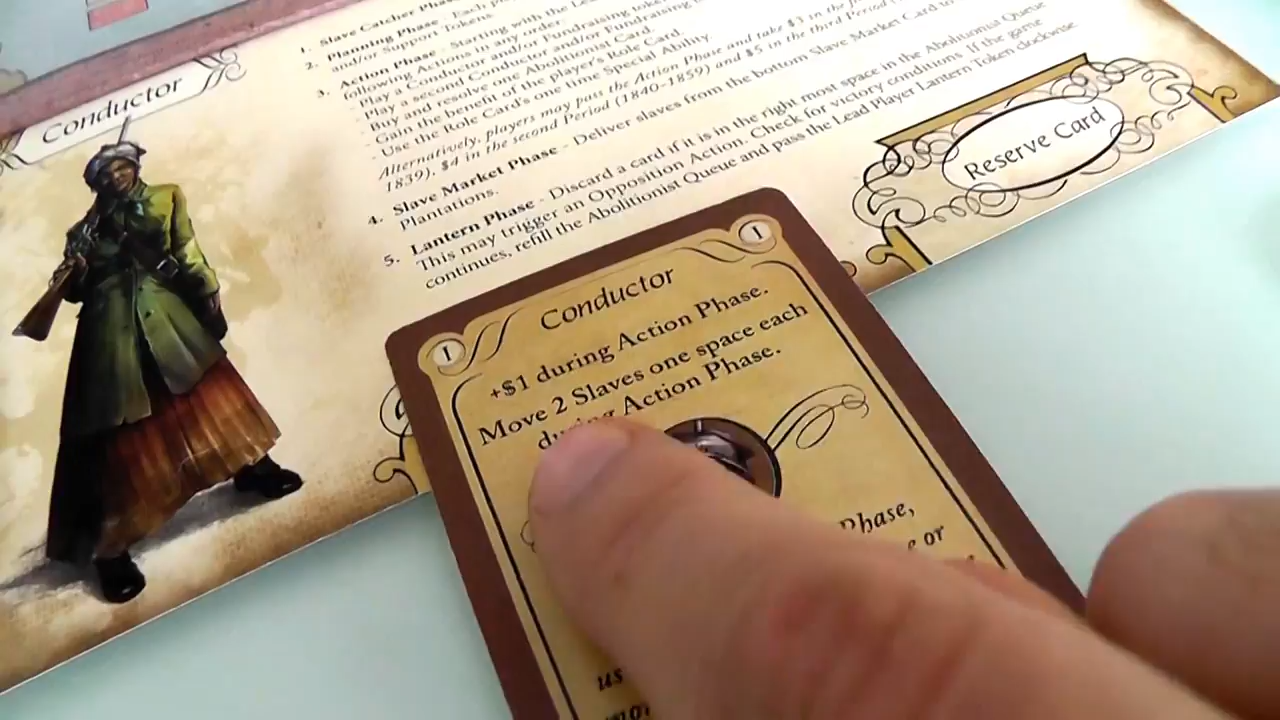 Conductor
1. Slave Catcher Phase
2. Planning Phase - Each
and/or Support Tokens.
3. Action Phase - Starting with the
following Actions in any order:
- Play a Conductor and/or Fundraising
- Play a second Conductor and/or Fundraising
- Buy and resolve one Abolitionist Card.
- Gain the benefit of the player's Role Card.
- Use the Role Card's one time Special Ability.
Alternatively, players may pass the Action Phase and take $3 in the
1839), $4 in the second Period (1840-1859) and $5 in the third Period
4. Slave Market Phase - Deliver slaves from the bottom Slave Market Card to
Plantations.
5. Lantern Phase - Discard a card if it is in the right most space in the Abolitionist Queue
This may trigger an Opposition Action. Check for victory conditions. If the game
continues, refill the Abolitionist Queue and pass the Lead Player Lantern Token clockwise
Reserve Card
1
1
Conductor
+$1 during Action Phase.
Move 2 Slaves one space each
during Action Phase.
Phase,
or
us